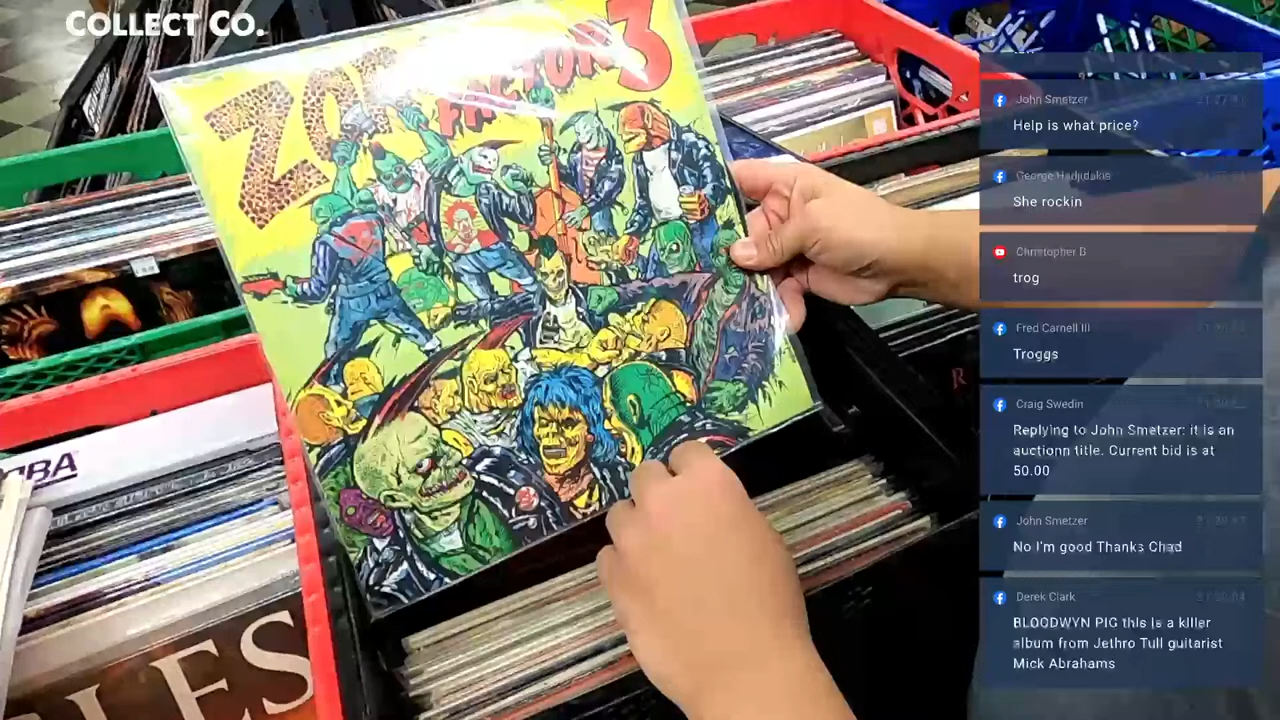 COLLECT CO.
FACTOR 3
John Smetzer
Help is what price?
George Hadjidakis
She rockin
Christopher B
trog
Fred Carnell III
Troggs
Craig Swedin
Replying to John Smetzer: it is an
auctionn title. Current bid is at
50.00
John Smetzer
No I'm good Thanks Chad
Derek Clark
BLOODWYN PIG this is a killer
album from Jethro Tull guitarist
Mick Abrahams